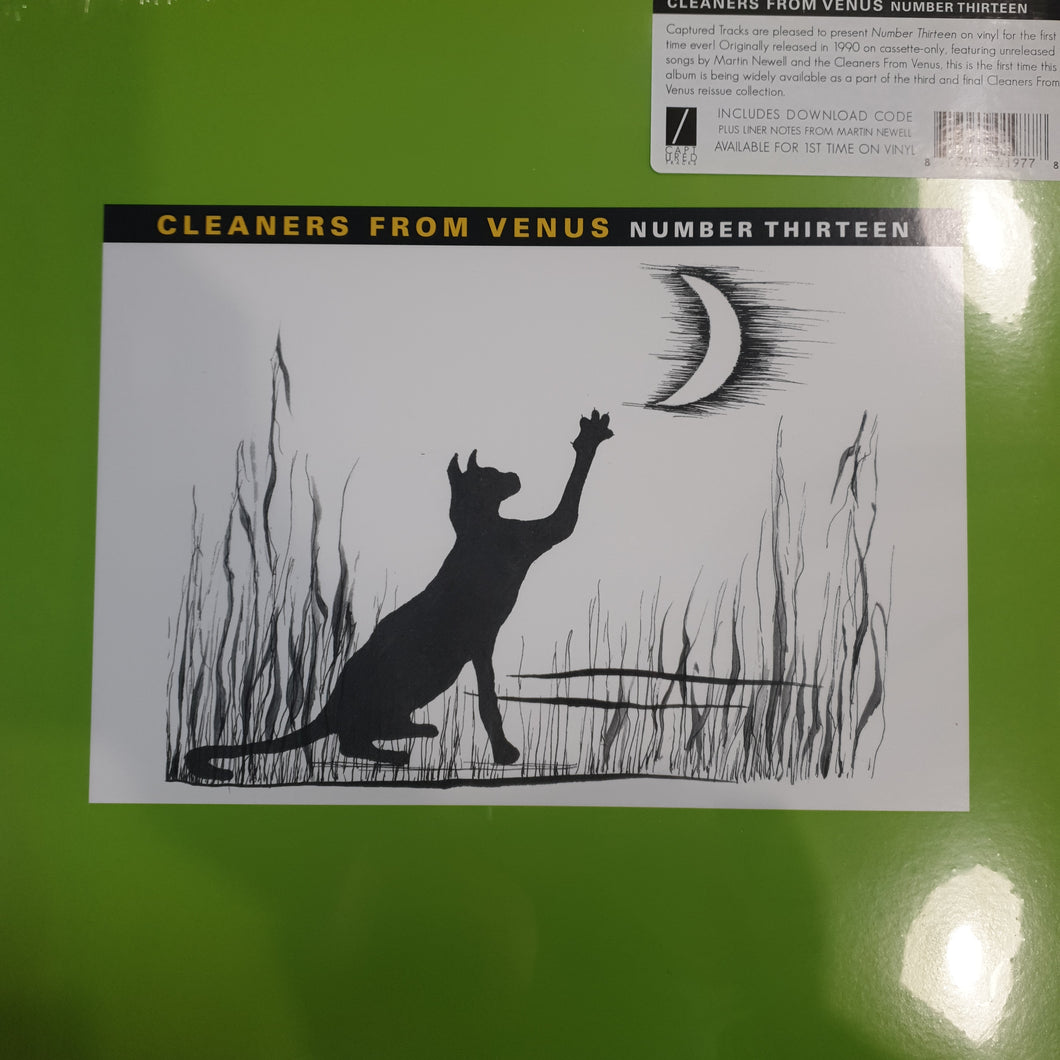 CLEANERS FROM VENUS NUMBER THIRTEEN
Captured Tracks are pleased to present Number Thirteen on vinyl for the first
time ever! Originally released in 1990 on cassette-only, featuring unreleased
songs by Martin Newell and the Cleaners From Venus, this is the first time this
album is being widely available as a part of the third and final Cleaners From
Venus reissue collection.
INCLUDES DOWNLOAD CODE
PLUS LINER NOTES FROM MARTIN NEWELL
AVAILABLE FOR 1ST TIME ON VINYL
CAPT
URED
TRACKS
CLEANERS FROM VENUS NUMBER THIRTEEN